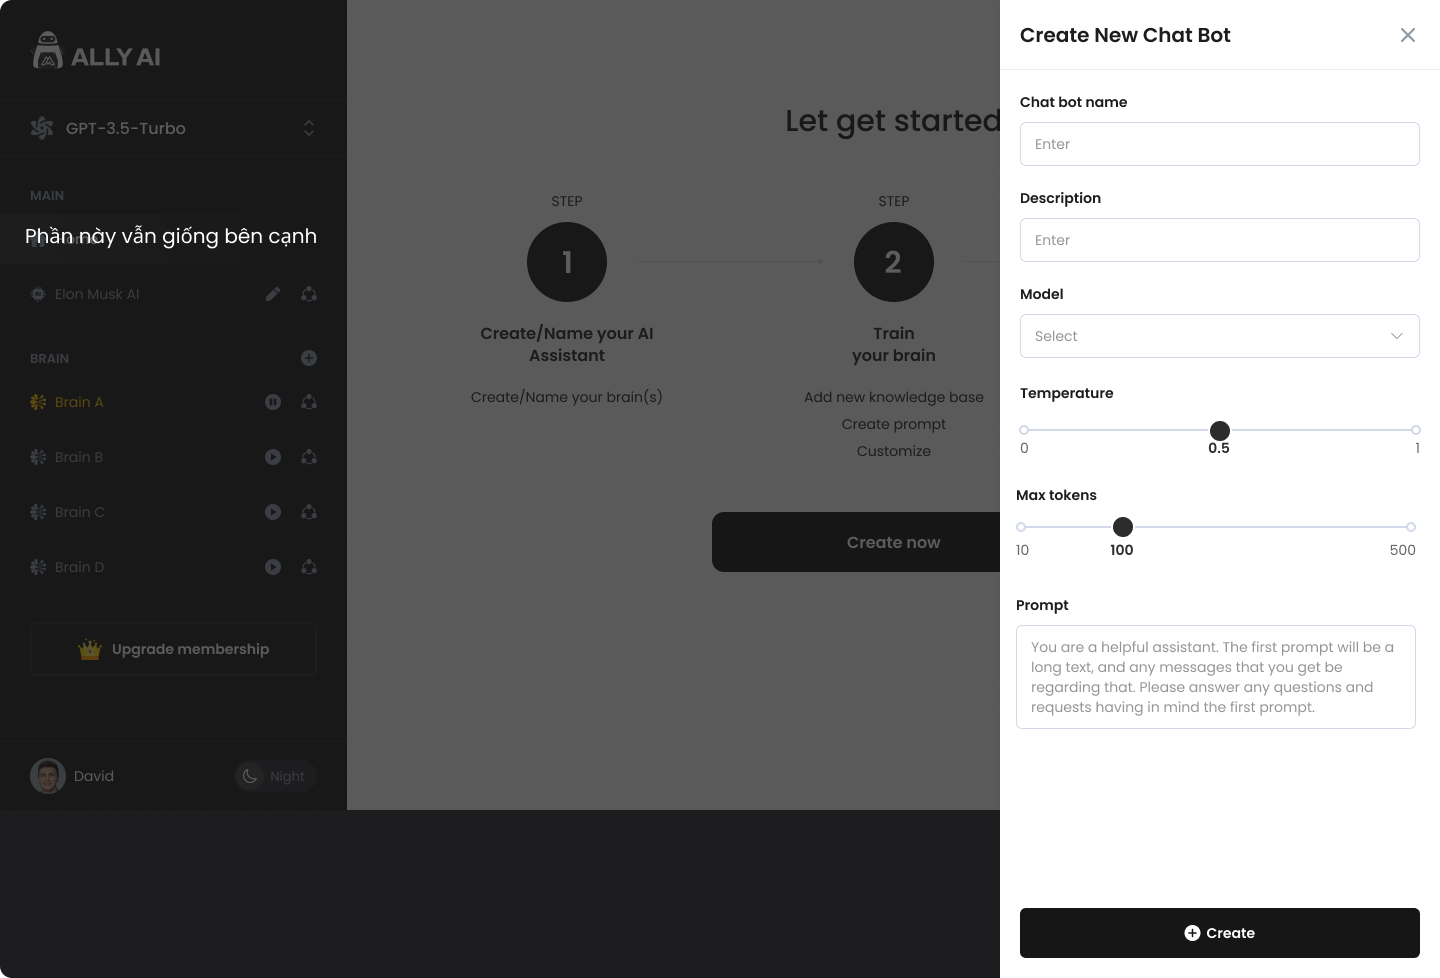 ALLY AI
GPT-3.5-Turbo
MAIN
Phần này vẫn giống bên cạnh
Elon Musk AI
BRAIN
Brain A
Brain B
Brain C
Brain D
Upgrade membership
David
Night
Let get started
STEP
1
Create/Name your AI
Assistant
Create/Name your brain(s)
STEP
2
Train
your brain
Add new knowledge base
Create prompt
Customize
Create now
Create New Chat Bot
Chat bot name
Enter
Description
Enter
Model
Select
Temperature
0 0.5 1
Max tokens
10 100 500
Prompt
You are a helpful assistant. The first prompt will be a
long text, and any messages that you get be
regarding that. Please answer any questions and
requests having in mind the first prompt.
Create